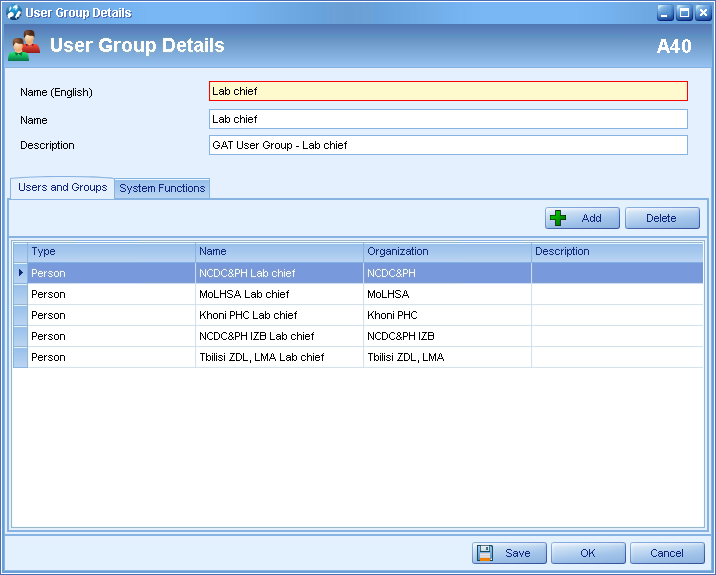 User Group Details
User Group Details A40
Name (English) Lab chief
Name Lab chief
Description GAT User Group - Lab chief
Users and Groups System Functions
Add Delete
Type Name Organization Description
Person NCDC&PH Lab chief NCDC&PH
Person MoLHSA Lab chief MoLHSA
Person Khoni PHC Lab chief Khoni PHC
Person NCDC&PH IZB Lab chief NCDC&PH IZB
Person Tbilisi ZDL, LMA Lab chief Tbilisi ZDL, LMA
Save OK Cancel